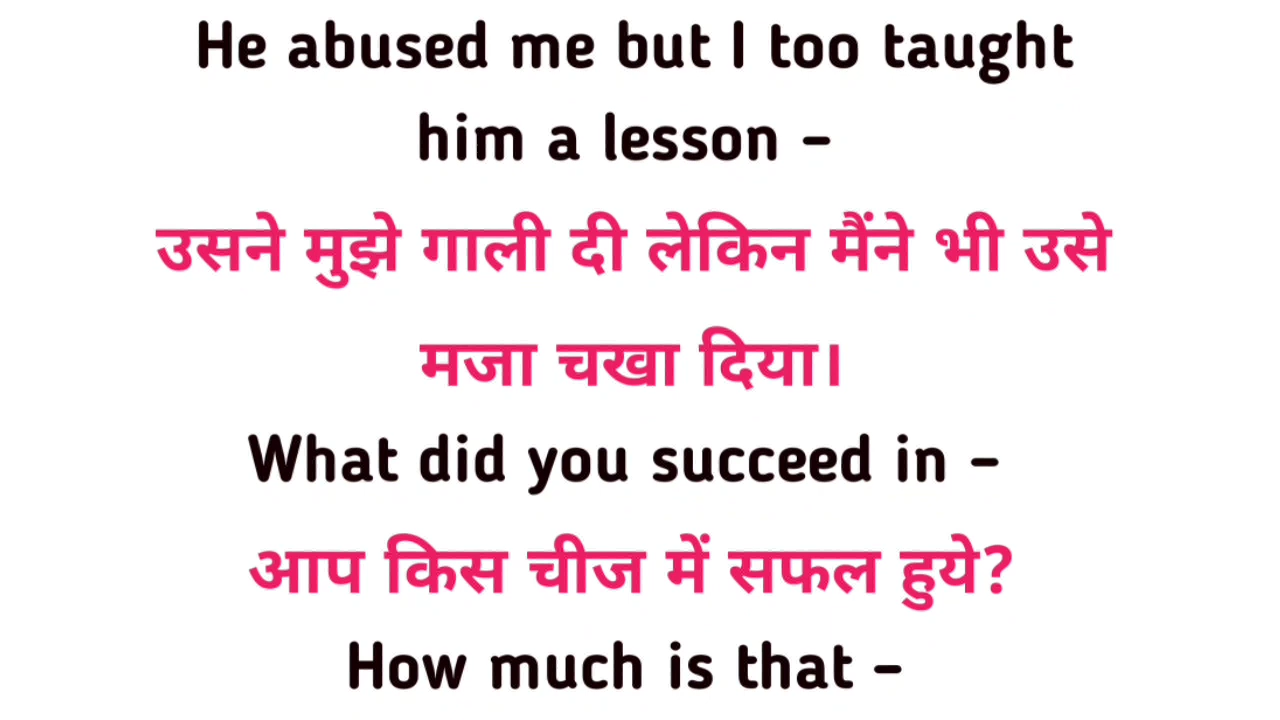 He abused me but I too taught
him a lesson –
उसने मुझे गाली दी लेकिन मैंने भी उसे
मजा चखा दिया।
What did you succeed in –
आप किस चीज में सफल हुये?
How much is that –